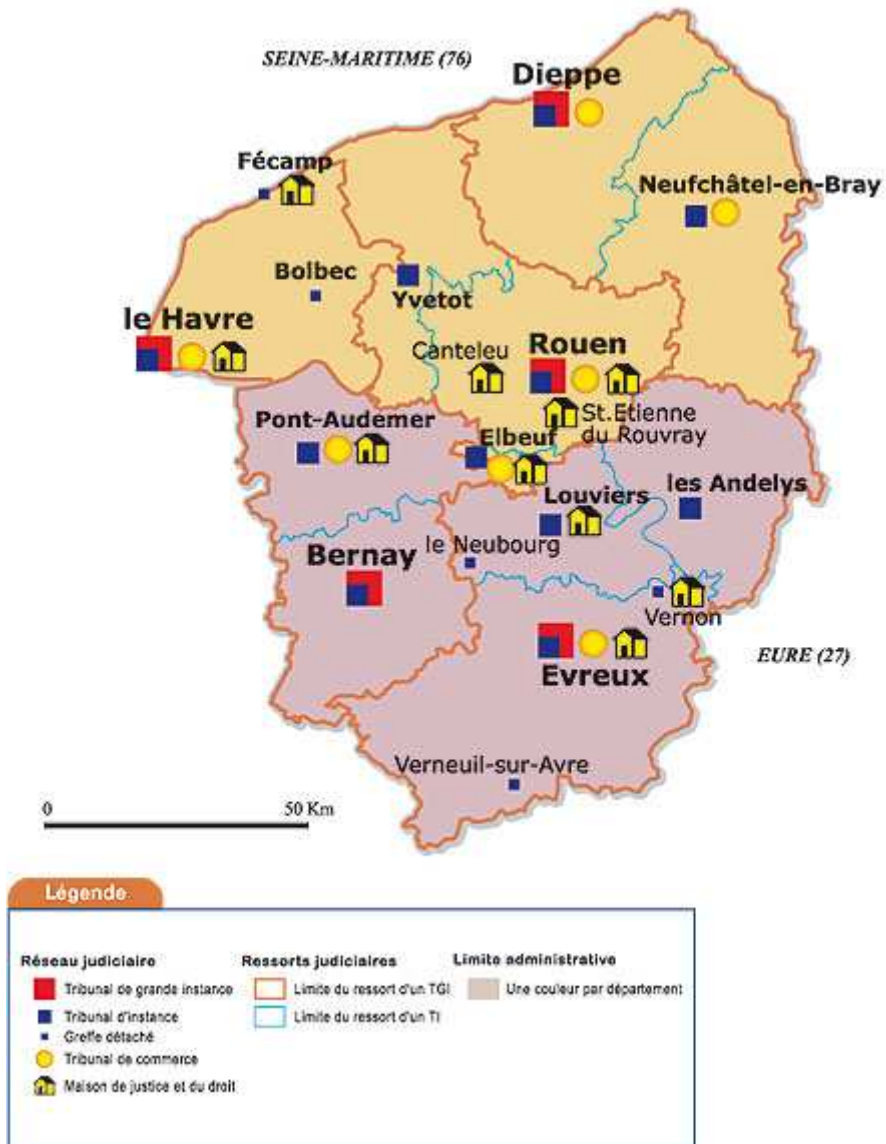 SEINE-MARITIME (76)
Dieppe
Fécamp
Neufchâtel-en-Bray
Bolbec
Yvetot
le Havre
Canteleu
Rouen
St.Etienne
du Rouvray
Pont-Audemer
Elbeuf
les Andelys
Louviers
le Neubourg
Bernay
Vernon
EURE (27)
Evreux
Verneuil-sur-Avre
0
50 Km
Légende
Réseau judiciaire
Tribunal de grande instance
Tribunal d'instance
Greffe détaché
Tribunal de commerce
Maison de justice et du droit
Ressorts judiciaires
Limite du ressort d'un TGI
Limite du ressort d'un TI
Limite administrative
Une couleur par département